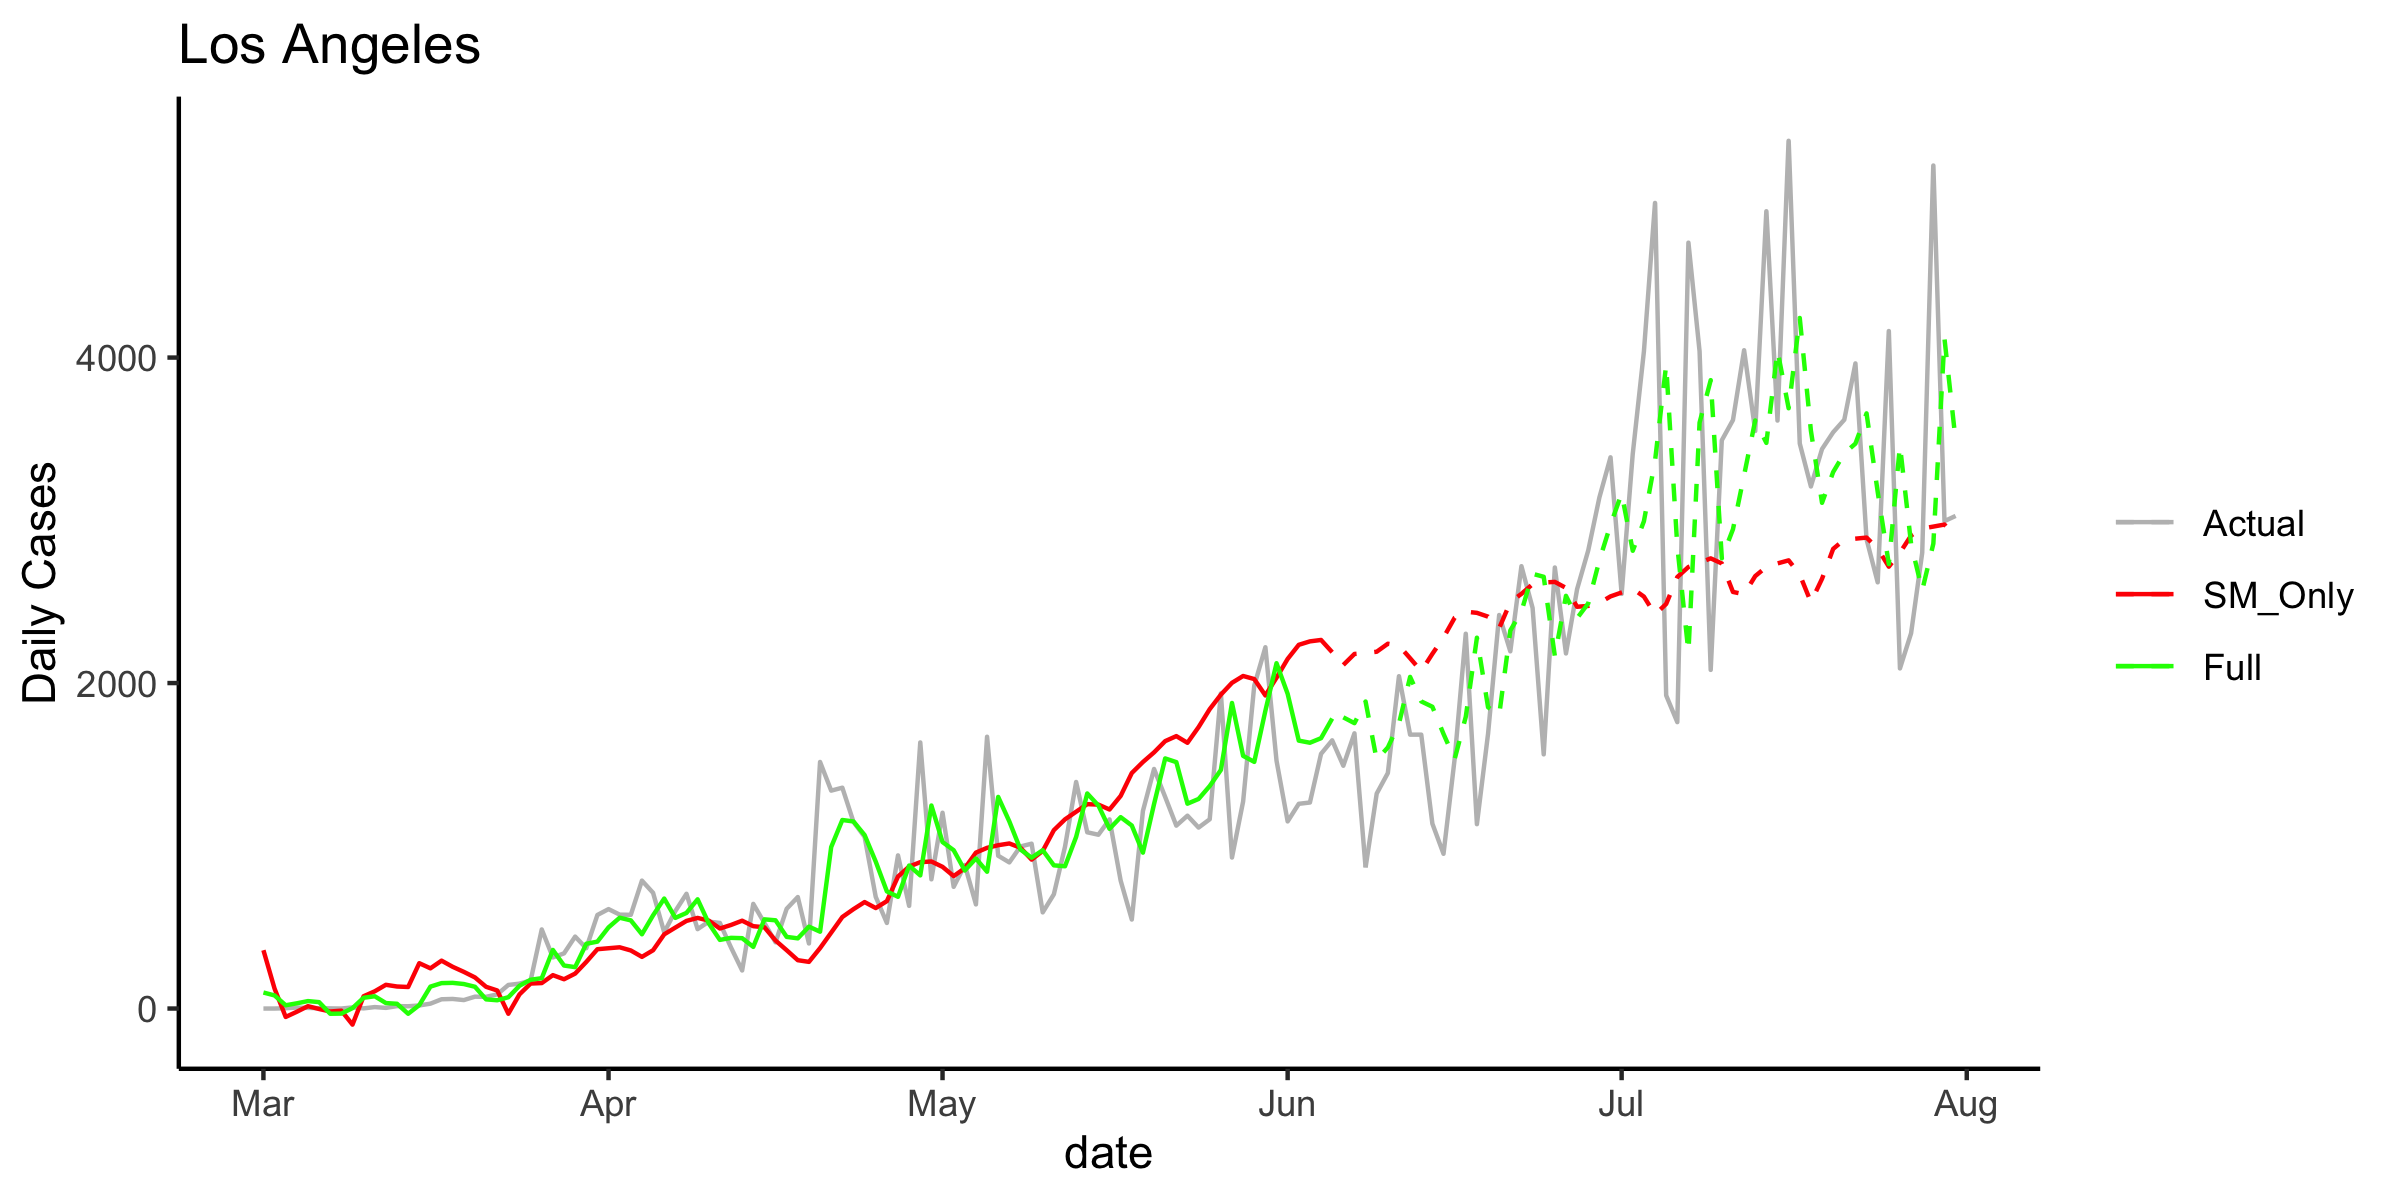 Los Angeles
Daily Cases
4000
2000
0
Mar
Apr
May
Jun
Jul
Aug
date
Actual
SM_Only
Full